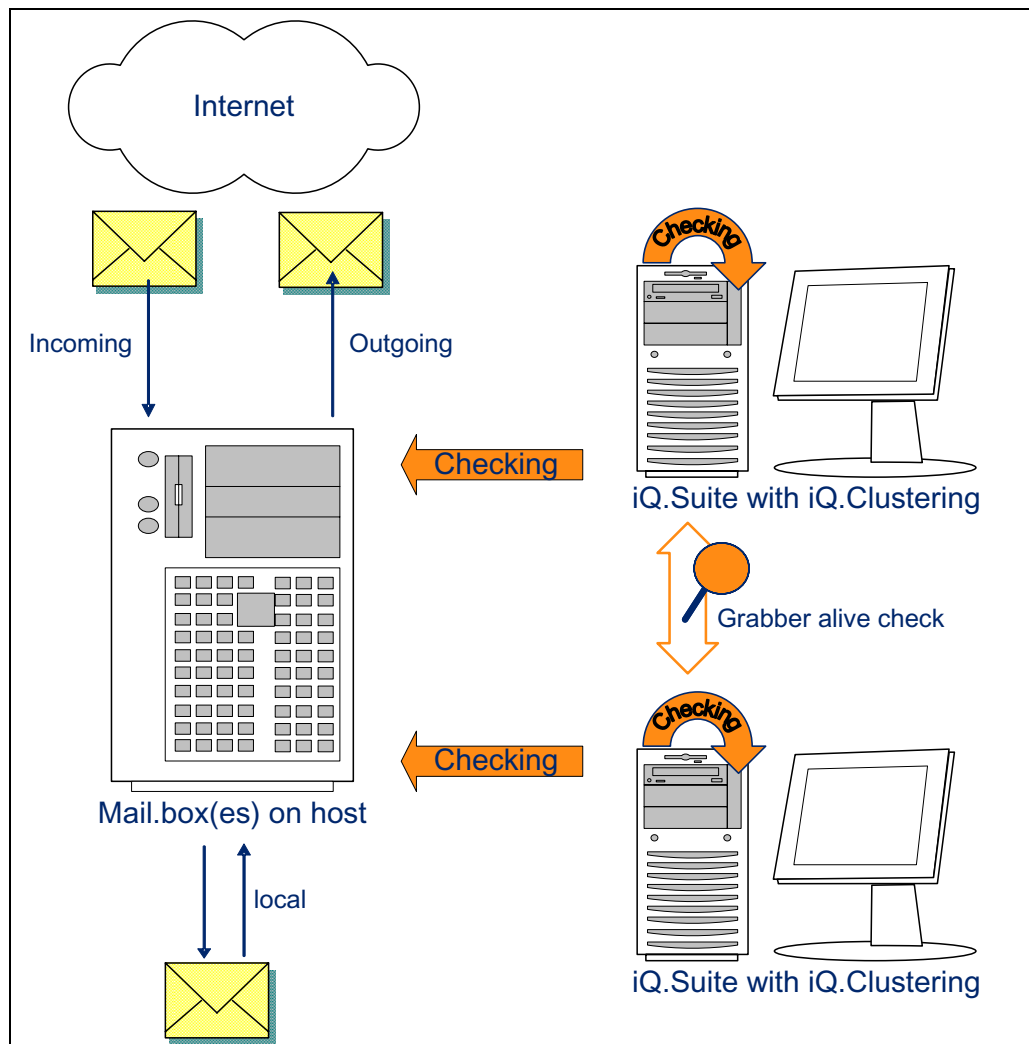 Internet
Incoming
Outgoing
Checking
Checking
iQ.Suite with iQ.Clustering
Grabber alive check
Checking
Checking
Mail.box(es) on host
local
iQ.Suite with iQ.Clustering